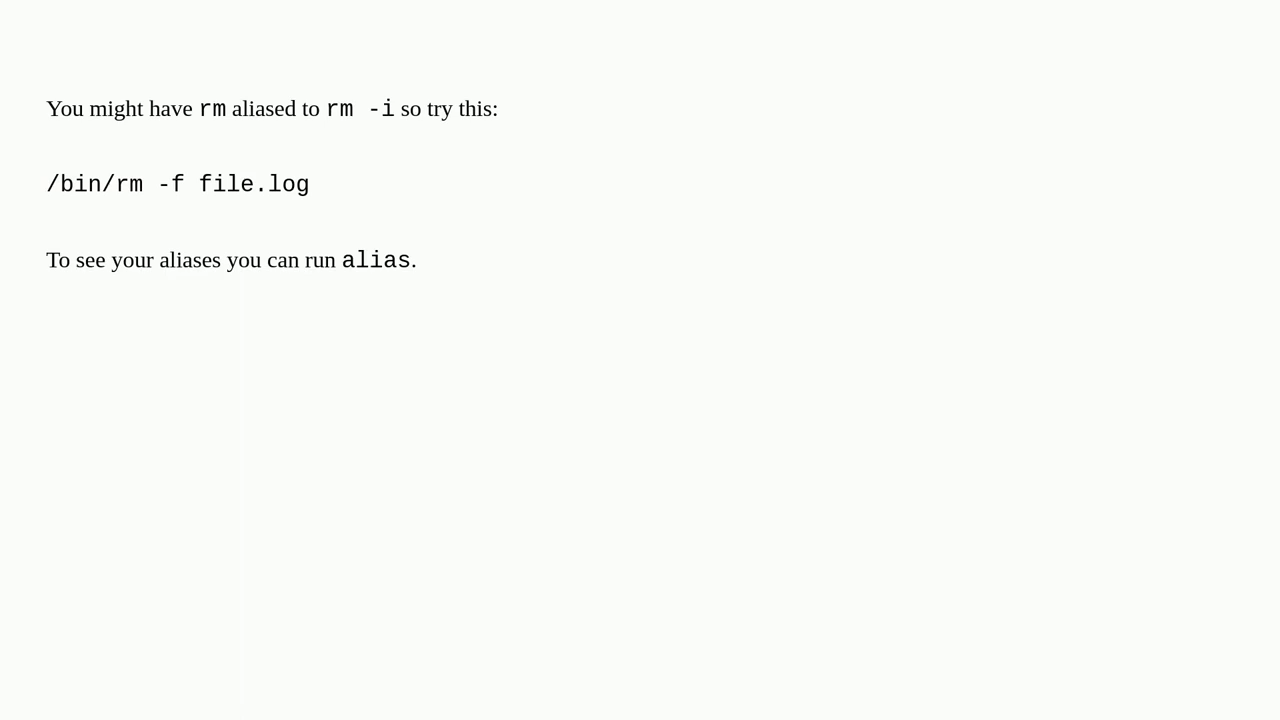 You might have rm aliased to rm -i so try this:
/bin/rm -f file.log
To see your aliases you can run alias.